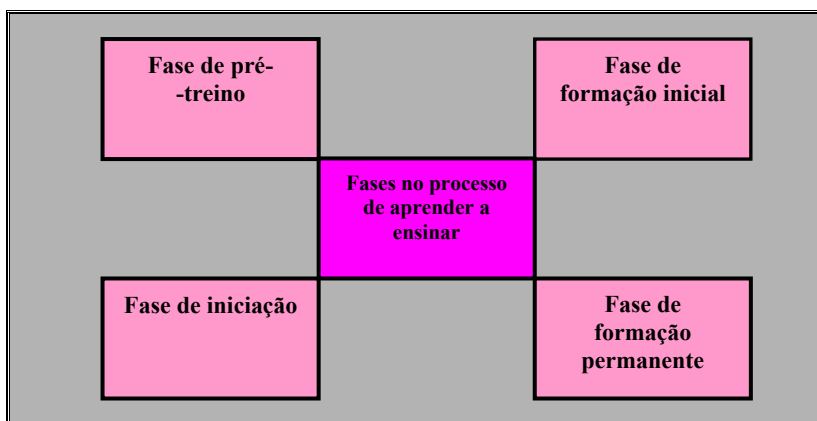 Fase de pré-
-treino
Fase de
formação inicial
Fases no processo
de aprender a
ensinar
Fase de iniciação
Fase de
formação
permanente